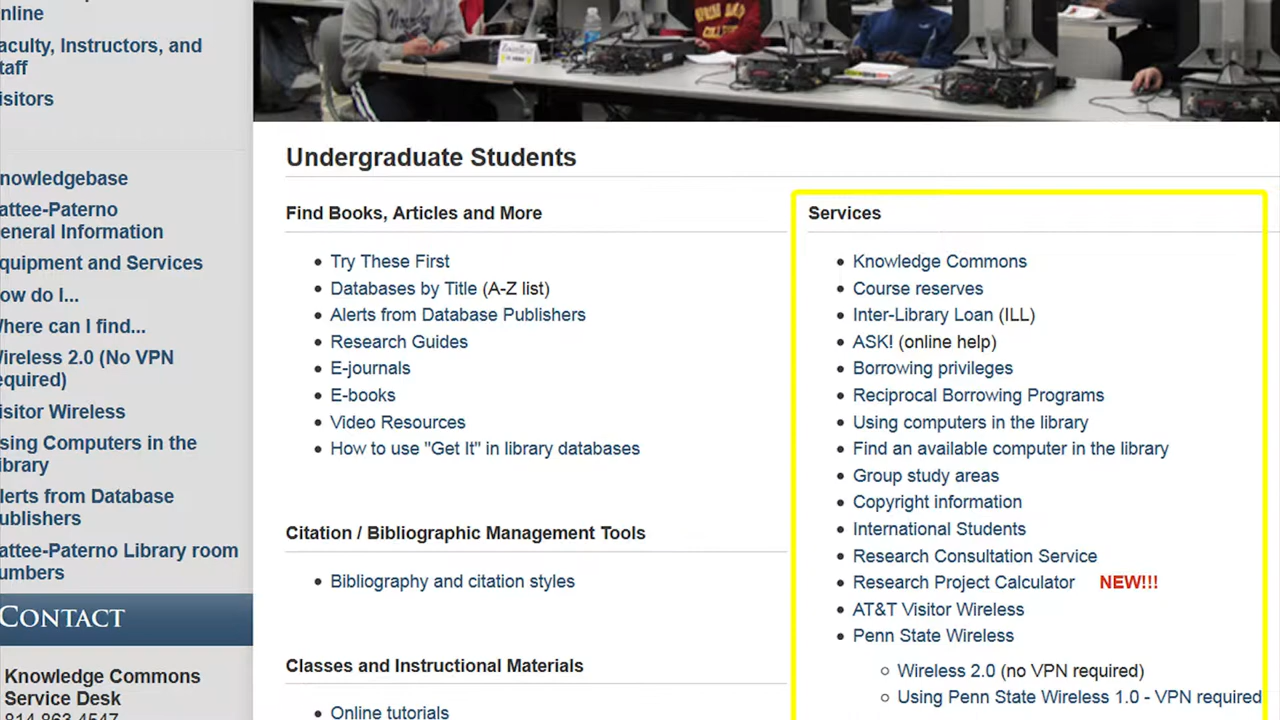 nline
aculty, Instructors, and
taff
isitors
nowledgebase
attee-Paterno
eneral Information
quipment and Services
ow do I...
here can I find...
ireless 2.0 (No VPN
equired)
isitor Wireless
sing Computers in the
ibrary
lerts from Database
ublishers
attee-Paterno Library room
umbers
CONTACT
Knowledge Commons
Service Desk
814-863-4547
Undergraduate Students
Find Books, Articles and More
Try These First
Databases by Title (A-Z list)
Alerts from Database Publishers
Research Guides
E-journals
E-books
Video Resources
How to use "Get It" in library databases
Citation / Bibliographic Management Tools
Bibliography and citation styles
Classes and Instructional Materials
Online tutorials
Services
Knowledge Commons
Course reserves
Inter-Library Loan (ILL)
ASK! (online help)
Borrowing privileges
Reciprocal Borrowing Programs
Using computers in the library
Find an available computer in the library
Group study areas
Copyright information
International Students
Research Consultation Service
Research Project Calculator NEW!!!
AT&T Visitor Wireless
Penn State Wireless
Wireless 2.0 (no VPN required)
Using Penn State Wireless 1.0 - VPN required